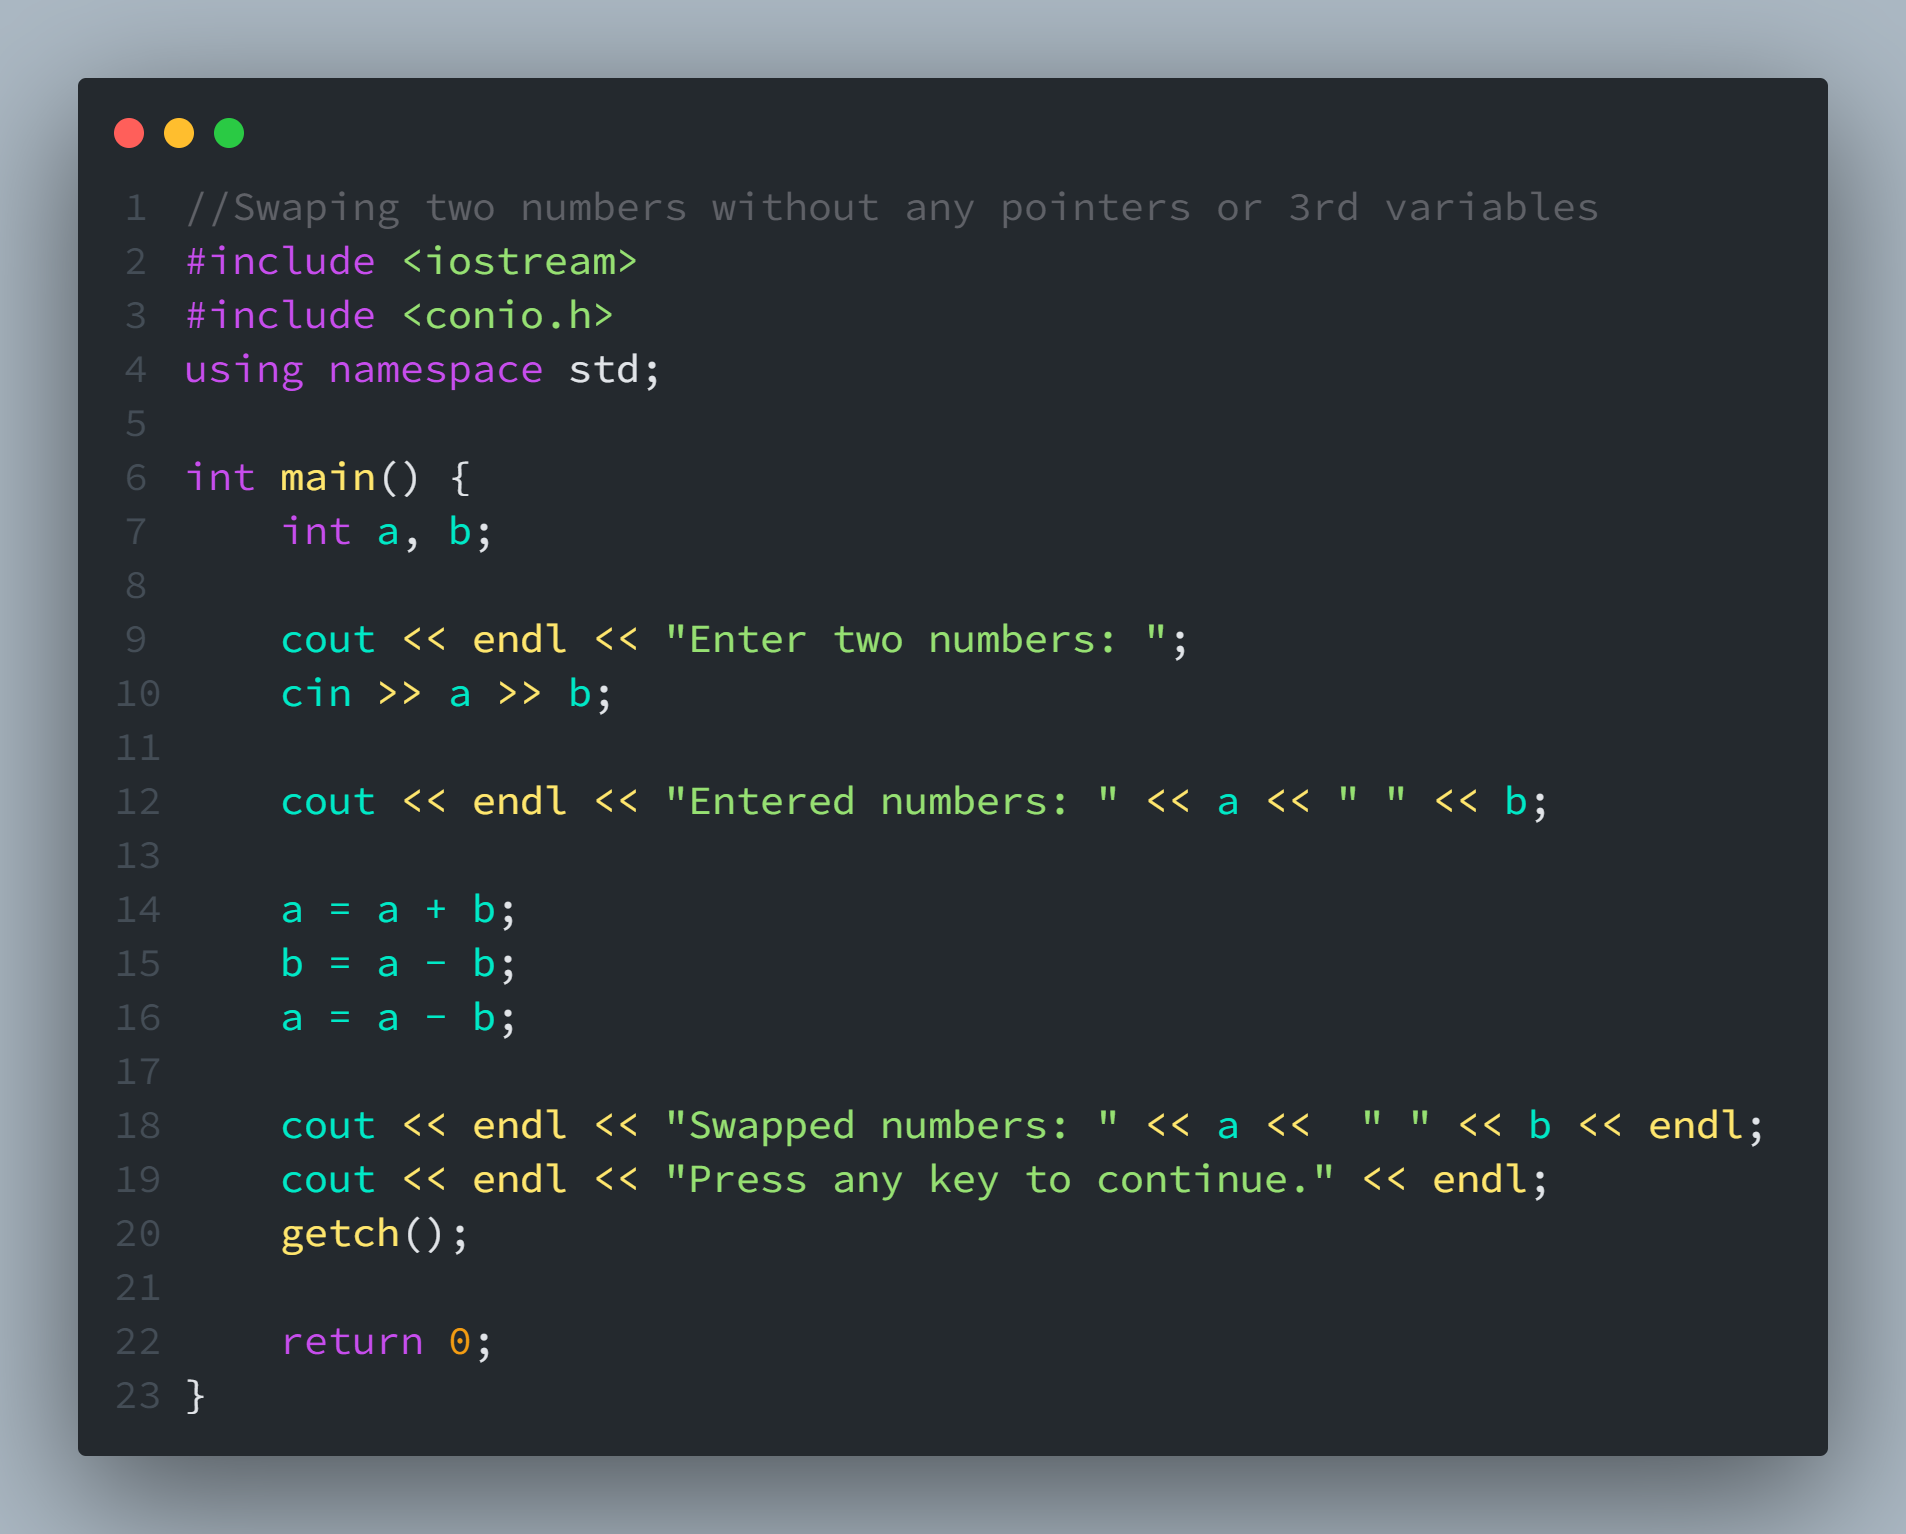 1 //Swaping two numbers without any pointers or 3rd variables
2 #include <iostream>
3 #include <conio.h>
4 using namespace std;
5
6 int main() {
7     int a, b;
8
9     cout << endl << "Enter two numbers: ";
10     cin >> a >> b;
11
12     cout << endl << "Entered numbers: " << a << " " << b;
13
14     a = a + b;
15     b = a - b;
16     a = a - b;
17
18     cout << endl << "Swapped numbers: " << a <<  " " << b << endl;
19     cout << endl << "Press any key to continue." << endl;
20     getch();
21
22     return 0;
23 }